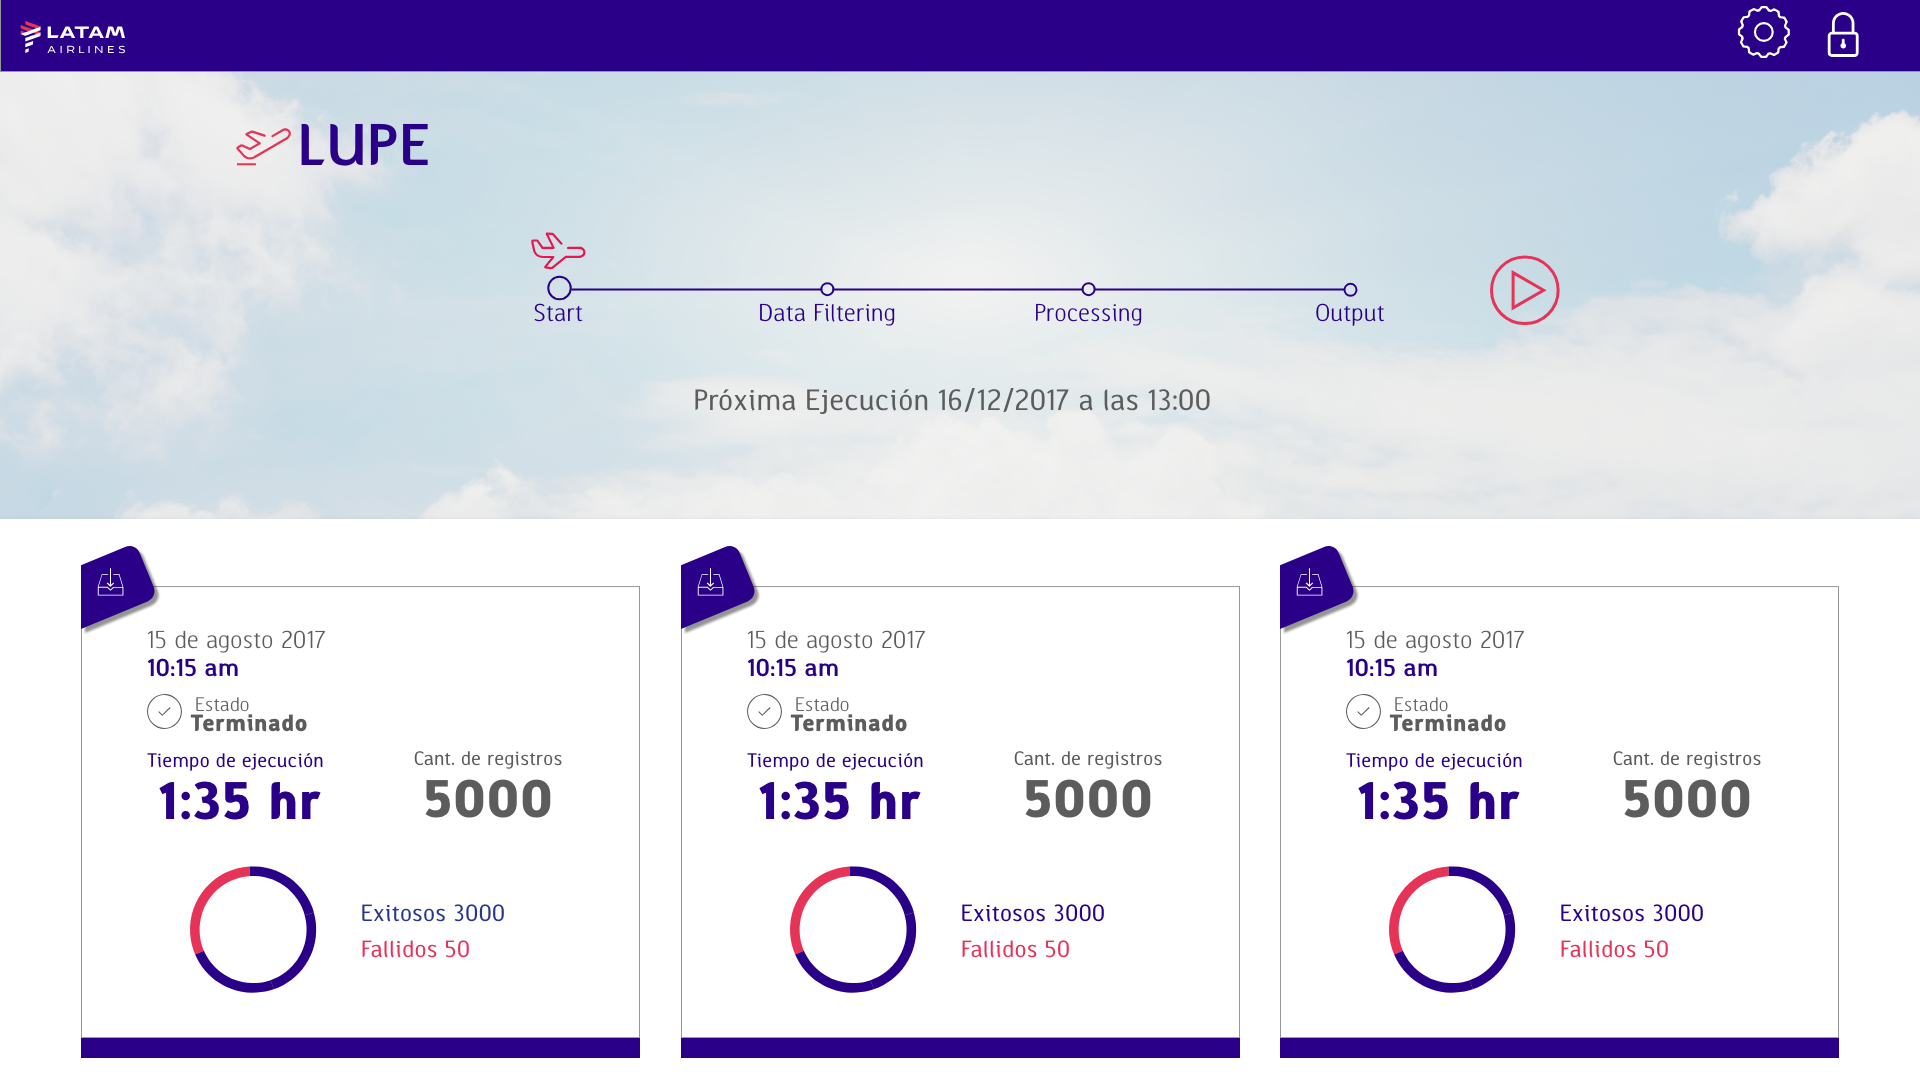 LATAM
AIRLINES
LUPE
Start
Data Filtering
Processing
Output
Próxima Ejecución 16/12/2017 a las 13:00
15 de agosto 2017
10:15 am
Estado
Terminado
Tiempo de ejecución
Cant. de registros
1:35 hr
5000
Exitosos 3000
Fallidos 50
15 de agosto 2017
10:15 am
Estado
Terminado
Tiempo de ejecución
Cant. de registros
1:35 hr
5000
Exitosos 3000
Fallidos 50
15 de agosto 2017
10:15 am
Estado
Terminado
Tiempo de ejecución
Cant. de registros
1:35 hr
5000
Exitosos 3000
Fallidos 50